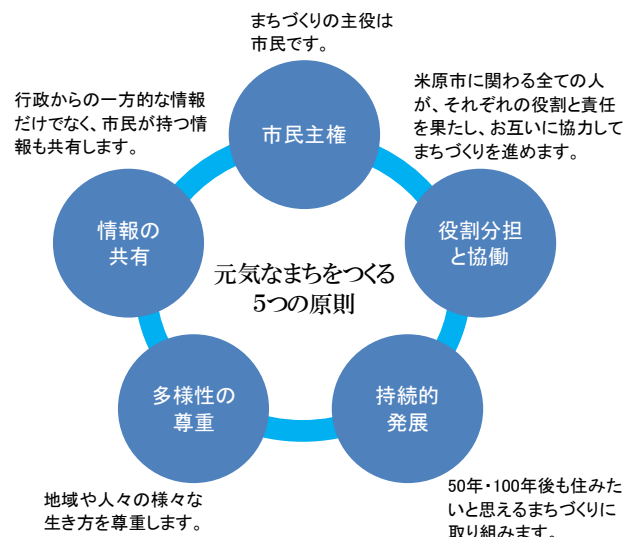 まちづくりの主役は
市民です。
市民主権
米原市に関わる全ての人
が、それぞれの役割と責任
を果たし、お互いに協力して
まちづくりを進めます。
役割分担
と協働
50年・100年後も住みた
いと思えるまちづくりに
取り組みます。
持続的
発展
地域や人々の様々な
生き方を尊重します。
多様性の
尊重
行政からの一方的な情報
だけでなく、市民が持つ情
報も共有します。
情報の
共有
元気なまちをつくる
5つの原則